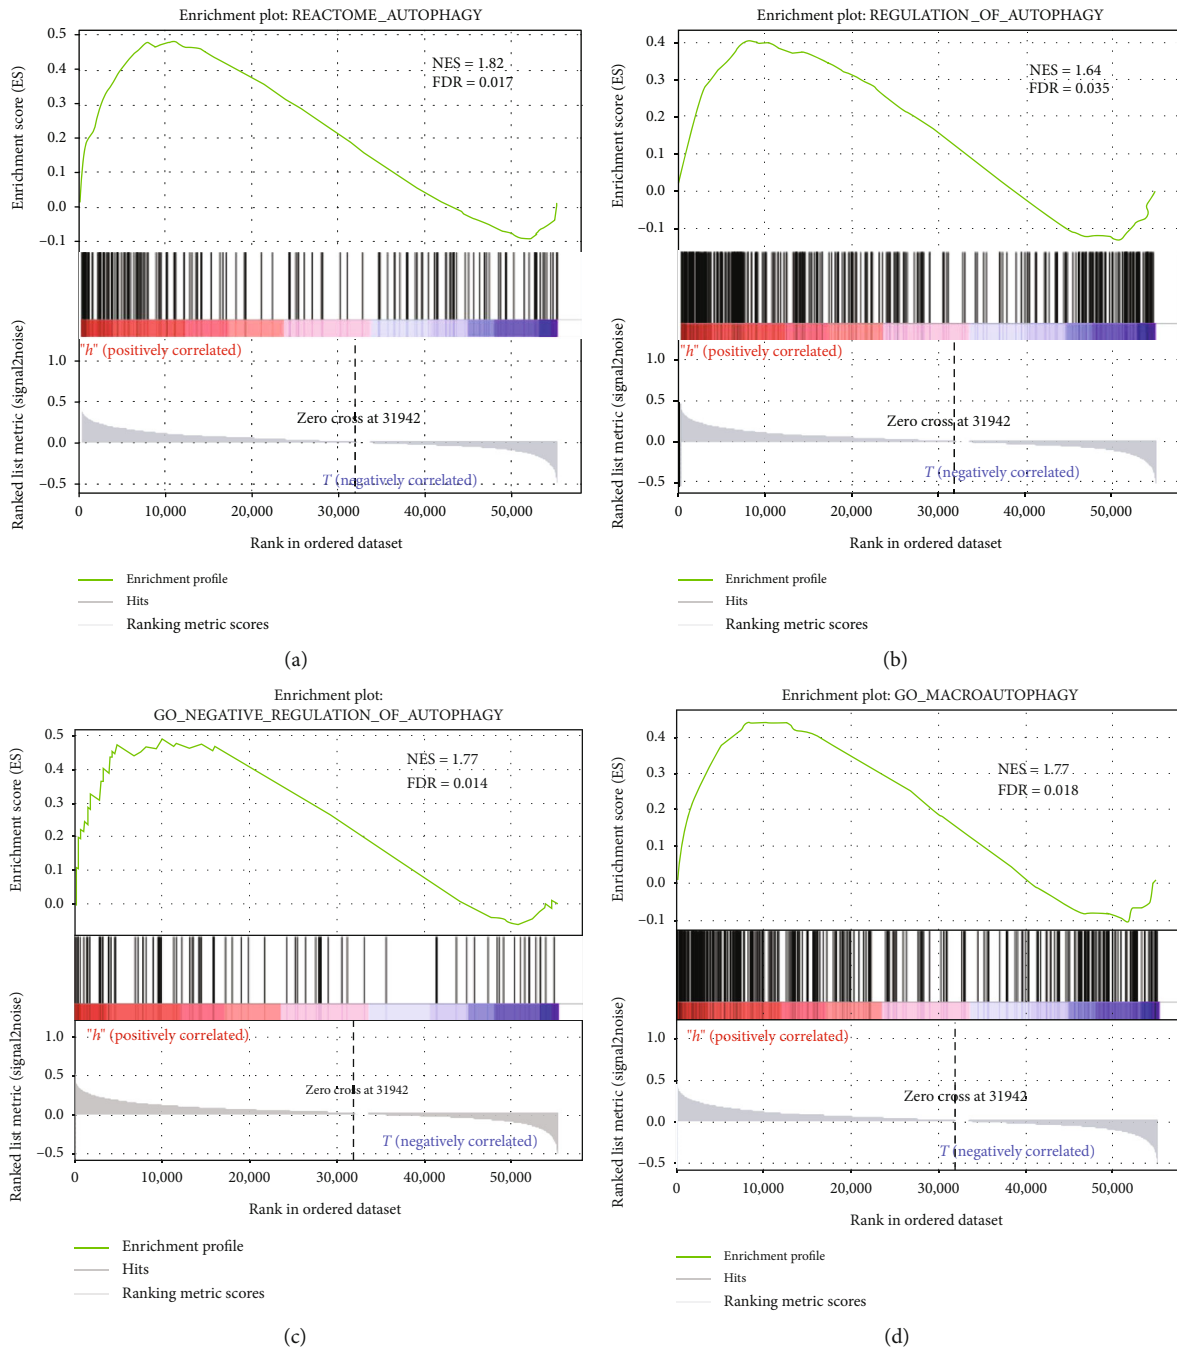 Enrichment plot: REACTOME_AUTOPHAGY
Enrichment score (ES)
0.5
0.4
0.3
0.2
0.1
0.0
−0.1
NES = 1.82
FDR = 0.017
Ranked list metric (signal2noise)
"h" (positively correlated)
1.0
0.5
0.0
−0.5
Zero cross at 31942
T (negatively correlated)
0
10,000
20,000
30,000
40,000
50,000
Rank in ordered dataset
Enrichment profile
Hits
Ranking metric scores
(a)
Enrichment plot: REGULATION_OF_AUTOPHAGY
Enrichment score (ES)
0.4
0.3
0.2
0.1
0.0
−0.1
NES = 1.64
FDR = 0.035
Ranked list metric (signal2noise)
"h" (positively correlated)
1.0
0.5
0.0
−0.5
Zero cross at 31942
T (negatively correlated)
0
10,000
20,000
30,000
40,000
50,000
Rank in ordered dataset
Enrichment profile
Hits
Ranking metric scores
(b)
Enrichment plot:
GO_NEGATIVE_REGULATION_OF_AUTOPHAGY
Enrichment score (ES)
0.5
0.4
0.3
0.2
0.1
0.0
NES = 1.77
FDR = 0.014
Ranked list metric (signal2noise)
"h" (positively correlated)
1.0
0.5
0.0
−0.5
Zero cross at 31942
T (negatively correlated)
0
10,000
20,000
30,000
40,000
50,000
Rank in ordered dataset
Enrichment profile
Hits
Ranking metric scores
(c)
Enrichment plot: GO_MACROAUTOPHAGY
Enrichment score (ES)
0.4
0.3
0.2
0.1
0.0
−0.1
NES = 1.77
FDR = 0.018
Ranked list metric (signal2noise)
"h" (positively correlated)
1.0
0.5
0.0
−0.5
Zero cross at 31942
T (negatively correlated)
0
10,000
20,000
30,000
40,000
50,000
Rank in ordered dataset
Enrichment profile
Hits
Ranking metric scores
(d)